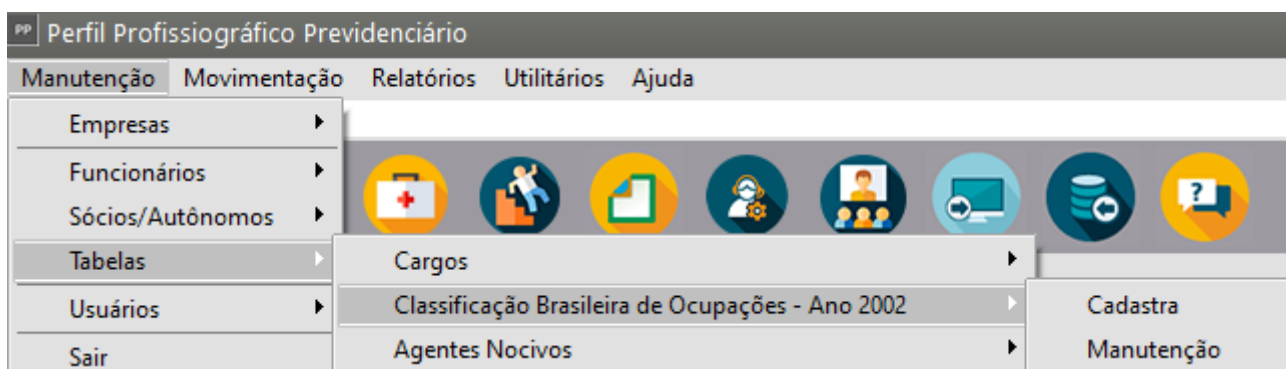 PP Perfil Profissiográfico Previdenciário
Manutenção Movimentação Relatórios Utilitários Ajuda
Empresas
Funcionários
Sócios/Autônomos
Tabelas
Usuários
Sair
Cargos
Classificação Brasileira de Ocupações - Ano 2002
Agentes Nocivos
Cadastra
Manutenção
?